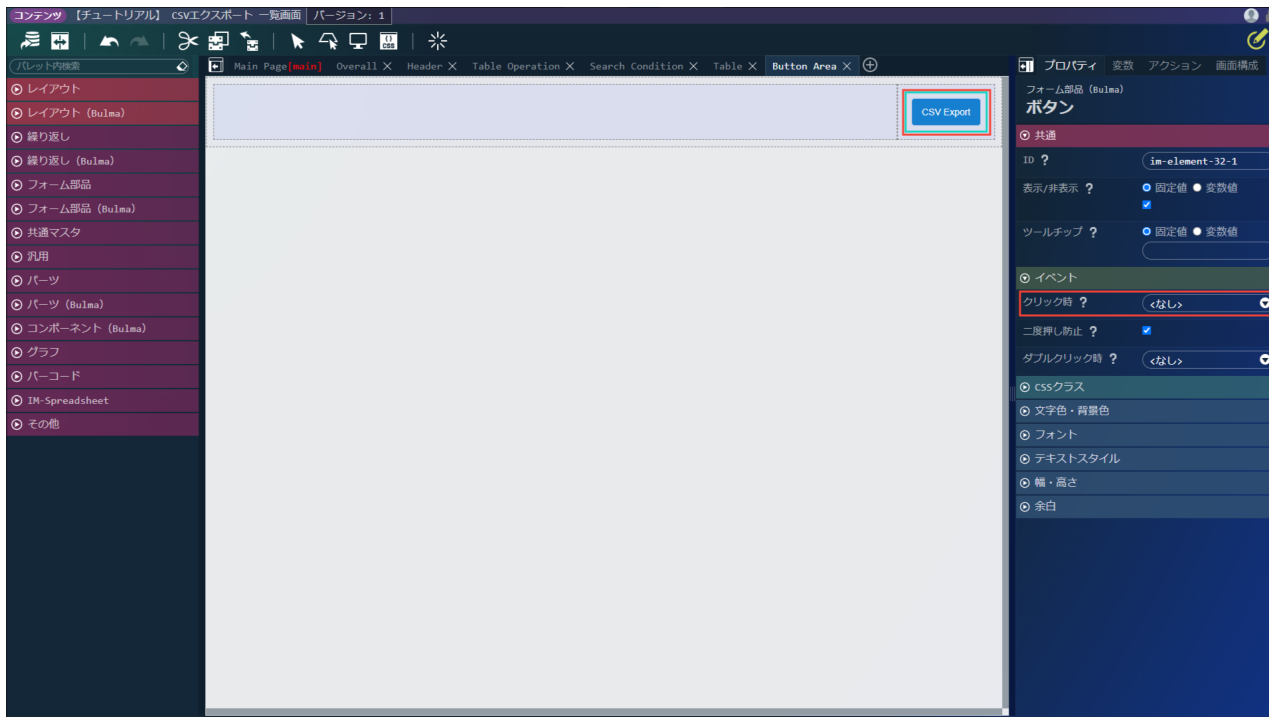 コンテンツ 【チュートリアル】 CSVエクスポート 一覧画面 バージョン: 1
{} CSS
パレット内検索
Main Page[main] Overall Header Table Operation Search Condition Table Button Area
プロパティ 変数 アクション 画面構成
レイアウト
レイアウト (Bulma)
繰り返し
繰り返し (Bulma)
フォーム部品
フォーム部品 (Bulma)
共通マスタ
汎用
パーツ
パーツ (Bulma)
コンポーネント (Bulma)
グラフ
バーコード
IM-Spreadsheet
その他
CSV Export
フォーム部品 (Bulma)
ボタン
共通
ID ? im-element-32-1
表示/非表示 ? 固定値 変数値
ツールチップ ? 固定値 変数値
イベント
クリック時 ? <なし>
二度押し防止 ?
ダブルクリック時 ? <なし>
CSSクラス
文字色・背景色
フォント
テキストスタイル
幅・高さ
余白